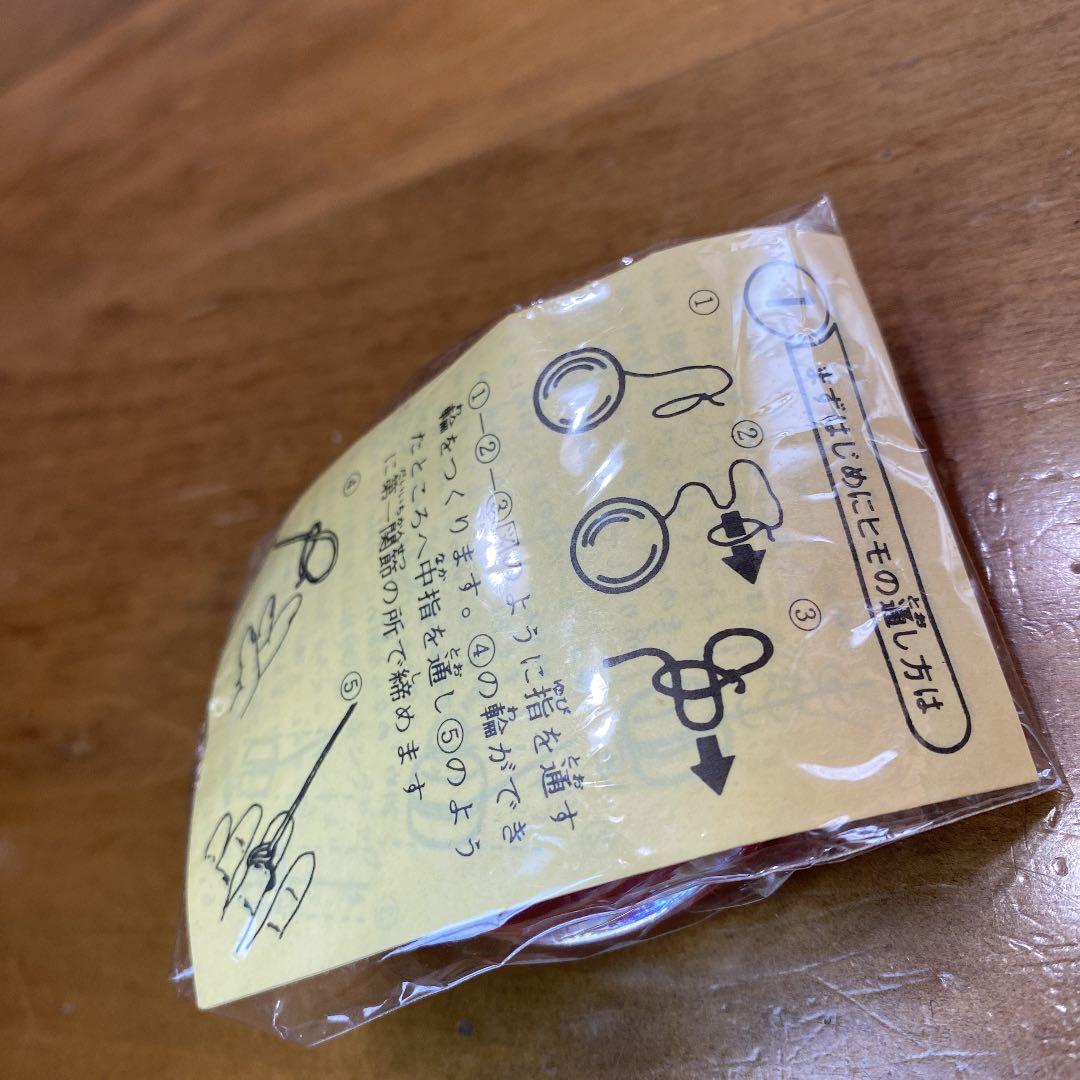 1 まずはじめにヒモの通し方は
①
②
③
①—②—③図のように指を通す
輪をつくります。④の輪ができ
たところへ中指を通し⑤のよう
に第一関節の所で締めます
④
⑤